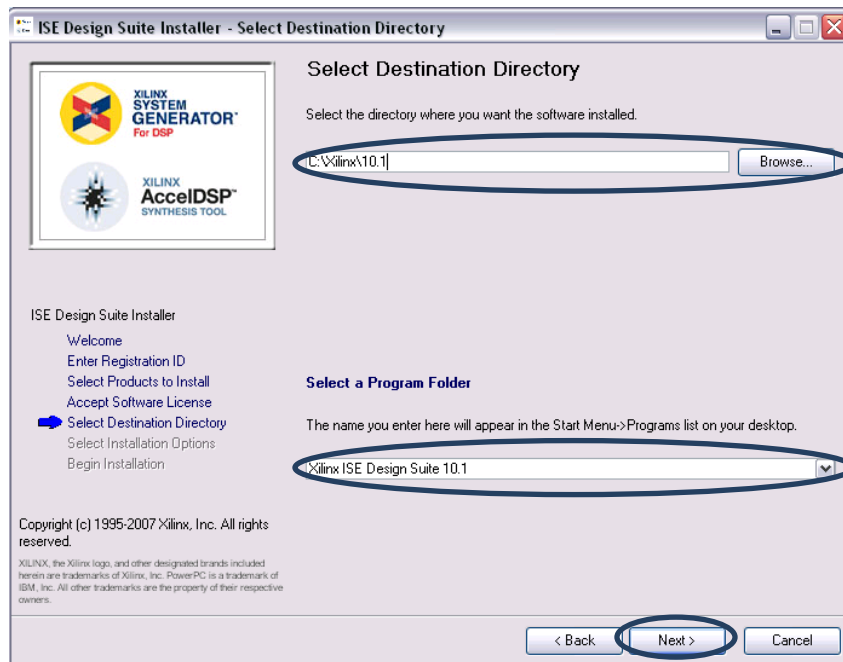 ISE Design Suite Installer - Select Destination Directory
XILINX
SYSTEM
GENERATOR™
For DSP
XILINX
AccelDSP™
SYNTHESIS TOOL
Select Destination Directory
Select the directory where you want the software installed.
C:\Xilinx\10.1
Browse...
ISE Design Suite Installer
Welcome
Enter Registration ID
Select Products to Install
Accept Software License
Select Destination Directory
Select Installation Options
Begin Installation
Select a Program Folder
The name you enter here will appear in the Start Menu->Programs list on your desktop.
Xilinx ISE Design Suite 10.1
Copyright (c) 1995-2007 Xilinx, Inc. All rights
reserved.
XILINX, the Xilinx logo, and other designated brands included
herein are trademarks of Xilinx, Inc. PowerPC is a trademark of
IBM, Inc. All other trademarks are the property of their respective
owners.
< Back
Next >
Cancel